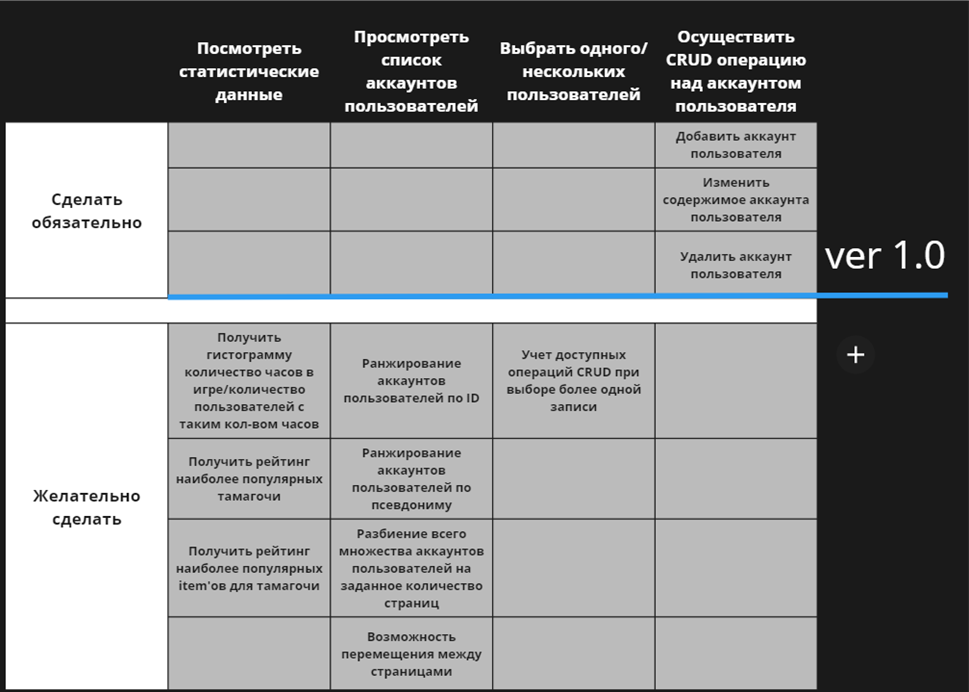 Посмотреть
статистические
данные
Просмотреть
список
аккаунтов
пользователей
Выбрать одного/
нескольких
пользователей
Осуществить
CRUD операцию
над аккаунтом
пользователя
Сделать
обязательно
Добавить аккаунт
пользователя
Изменить
содержимое аккаунта
пользователя
Удалить аккаунт
пользователя
ver 1.0
Желательно
сделать
Получить
гистограмму
количество часов в
игре/количество
пользователей с
таким кол-вом часов
Ранжирование
аккаунтов
пользователей по ID
Учет доступных
операций CRUD при
выборе более одной
записи
+
Получить рейтинг
наиболее популярных
тамагочи
Ранжирование
аккаунтов
пользователей по
псевдониму
Получить рейтинг
наиболее популярных
item'ов для тамагочи
Разбиение всего
множества аккаунтов
пользователей на
заданное количество
страниц
Возможность
перемещения между
страницами